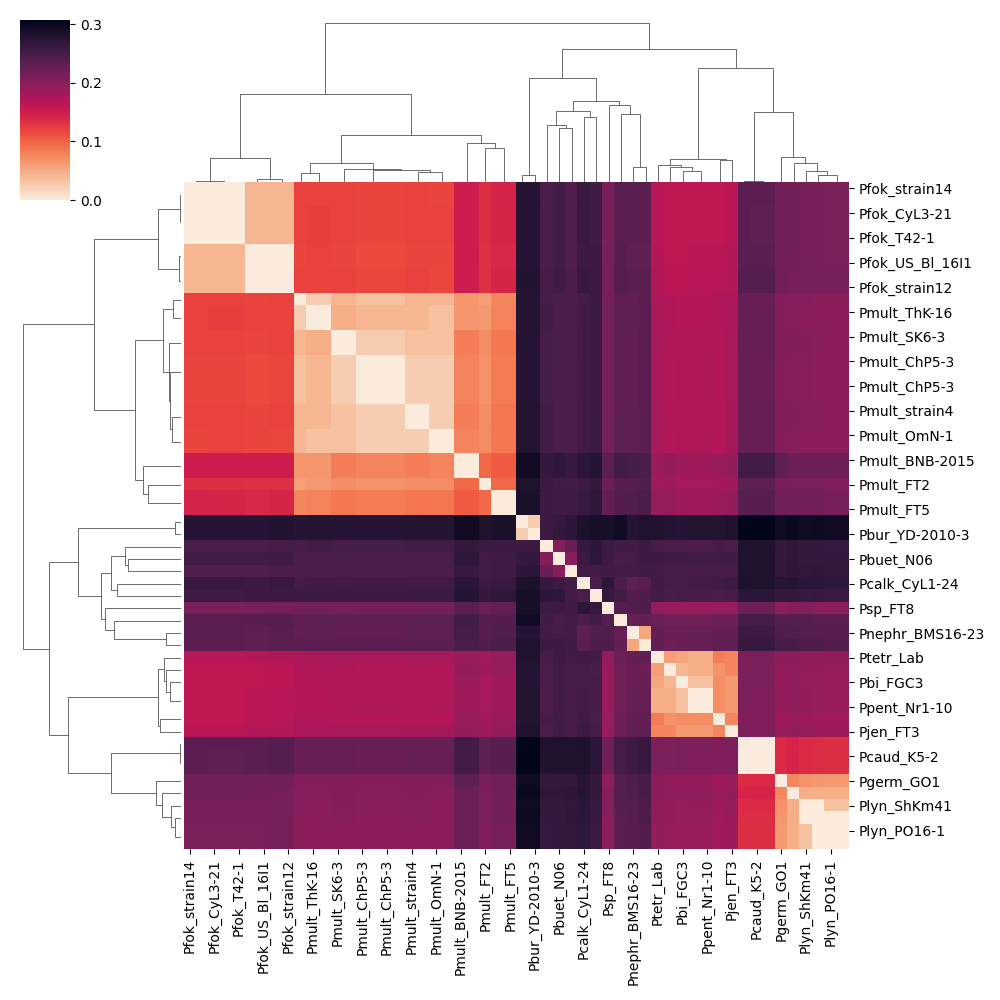 0.3
0.2
0.1
0.0
Pfok_strain14
Pfok_CyL3-21
Pfok_T42-1
Pfok_US_Bl_16I1
Pfok_strain12
Pmult_ThK-16
Pmult_SK6-3
Pmult_ChP5-3
Pmult_ChP5-3
Pmult_strain4
Pmult_OmN-1
Pmult_BNB-2015
Pmult_FT2
Pmult_FT5
Pbur_YD-2010-3
Pbuet_N06
Pcalk_CyL1-24
Psp_FT8
Pnephr_BMS16-23
Ptetr_Lab
Pbi_FGC3
Ppent_Nr1-10
Pjen_FT3
Pcaud_K5-2
Pgerm_GO1
Plyn_ShKm41
Plyn_PO16-1
Pfok_strain14
Pfok_CyL3-21
Pfok_T42-1
Pfok_US_Bl_16I1
Pfok_strain12
Pmult_ThK-16
Pmult_SK6-3
Pmult_ChP5-3
Pmult_ChP5-3
Pmult_strain4
Pmult_OmN-1
Pmult_BNB-2015
Pmult_FT2
Pmult_FT5
Pbur_YD-2010-3
Pbuet_N06
Pcalk_CyL1-24
Psp_FT8
Pnephr_BMS16-23
Ptetr_Lab
Pbi_FGC3
Ppent_Nr1-10
Pjen_FT3
Pcaud_K5-2
Pgerm_GO1
Plyn_ShKm41
Plyn_PO16-1